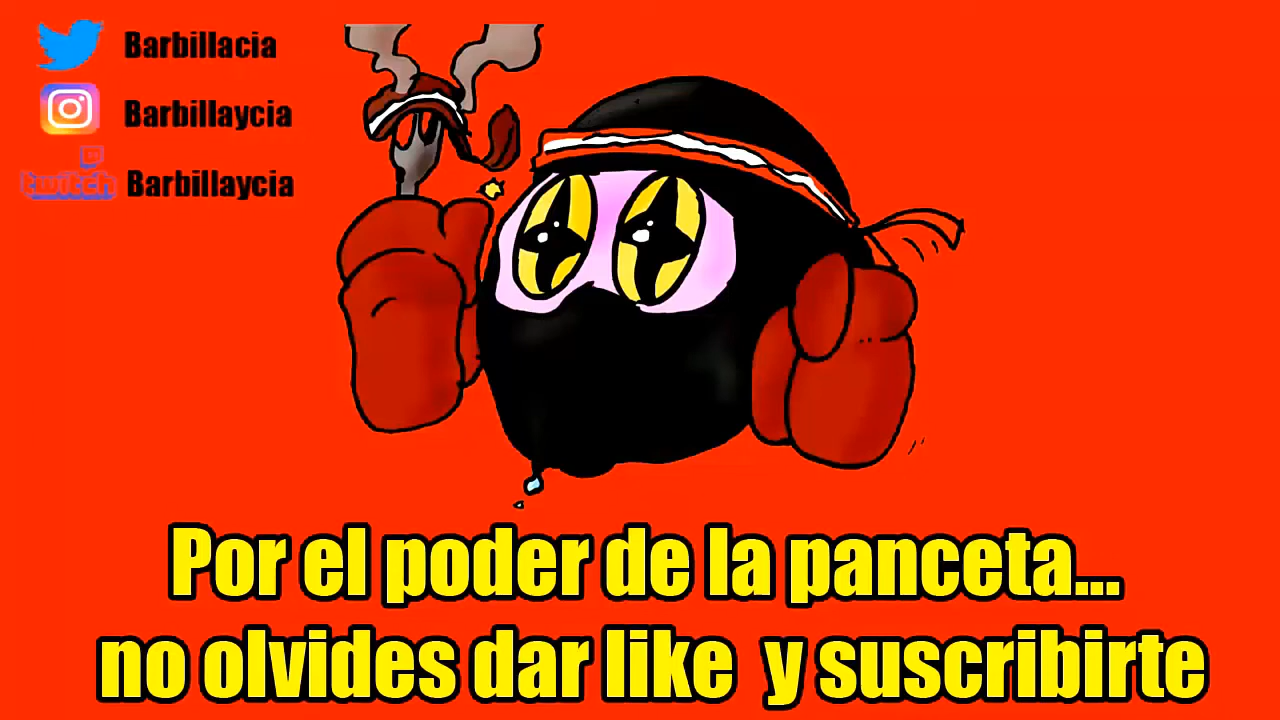 Barbillacia
Barbillaycia
twitch Barbillaycia
Por el poder de la panceta...
no olvides dar like y suscribirte